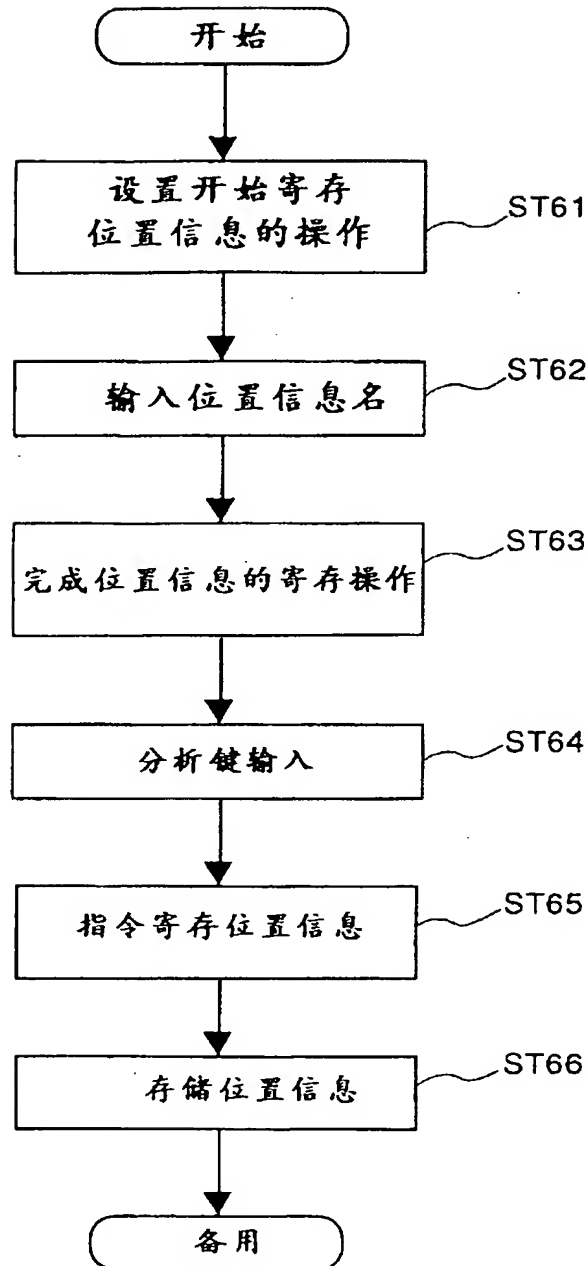 开始
设置开始寄存
位置信息的操作
ST61
输入位置信息名
ST62
完成位置信息的寄存操作
ST63
分析键输入
ST64
指令寄存位置信息
ST65
存储位置信息
ST66
备用